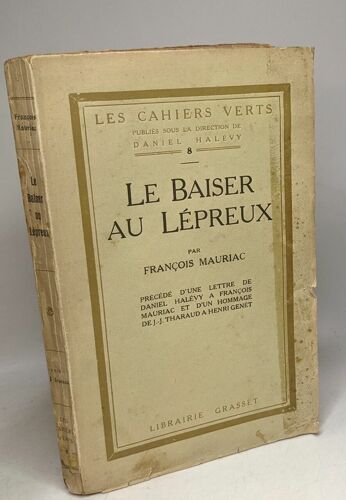 LES CAHIERS VERTS
PUBLIÉS SOUS LA DIRECTION DE
DANIEL HALÉVY
8
LE BAISER
AU LÉPREUX
PAR
FRANÇOIS MAURIAC
PRÉCÉDÉ D'UNE LETTRE DE
DANIEL HALÉVY A FRANÇOIS
MAURIAC ET D'UN HOMMAGE
DE J.-J. THARAUD A HENRI GENET
LIBRAIRIE GRASSET
François
Mauriac
Le
Baiser
au
Lépreux